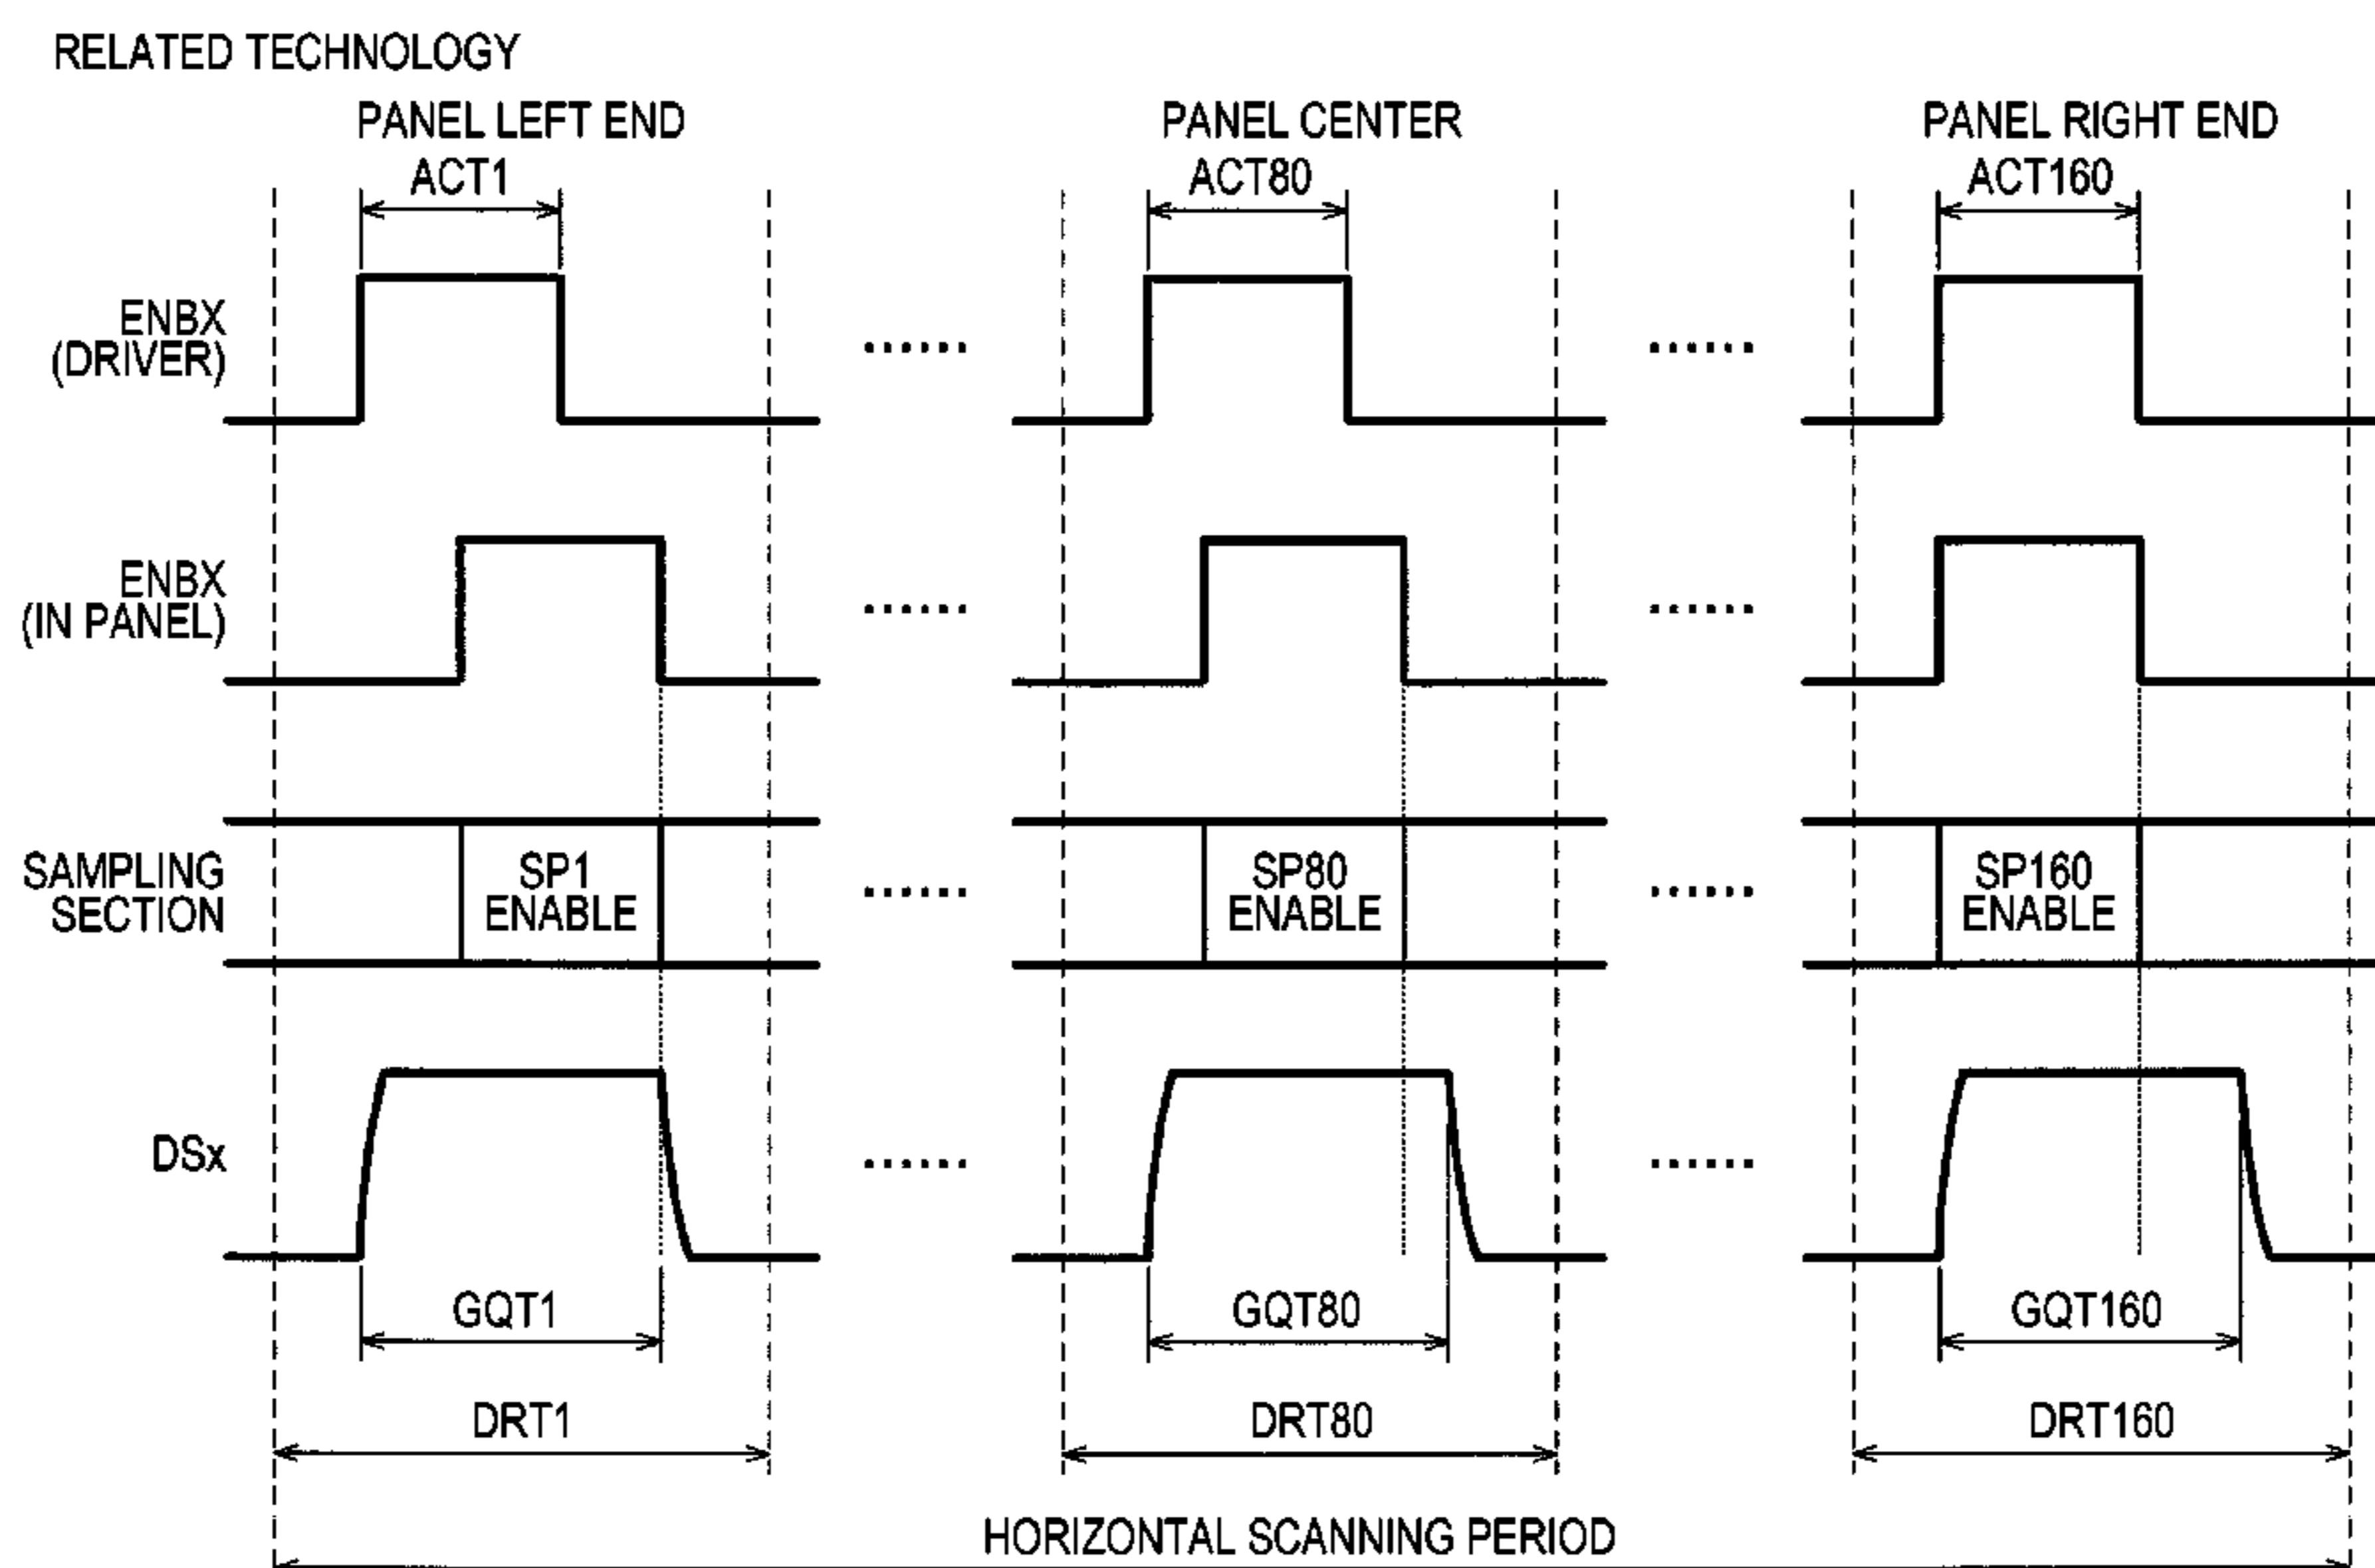 RELATED TECHNOLOGY
PANEL LEFT END
PANEL CENTER
PANEL RIGHT END
ACT1
ACT80
ACT160
ENBX
(DRIVER)
......
......
ENBX
(IN PANEL)
......
......
SAMPLING
SECTION
SP1
ENABLE
......
SP80
ENABLE
......
SP160
ENABLE
DSx
......
......
GQT1
GQT80
GQT160
DRT1
DRT80
DRT160
HORIZONTAL SCANNING PERIOD